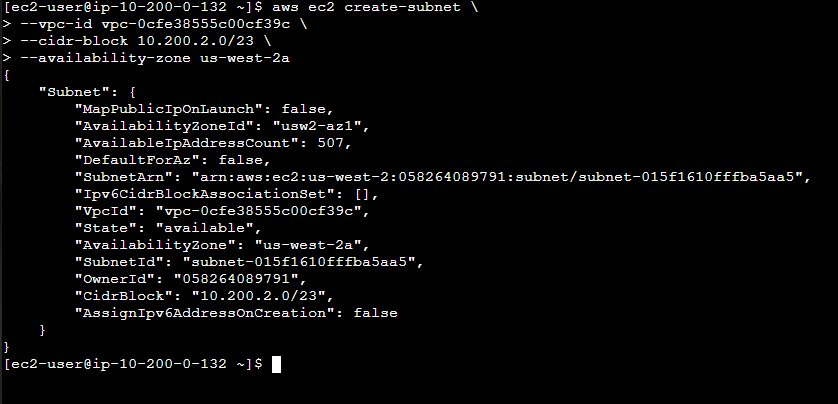 [ec2-user@ip-10-200-0-132 ~]$ aws ec2 create-subnet \
> --vpc-id vpc-0cfe38555c00cf39c \
> --cidr-block 10.200.2.0/23 \
> --availability-zone us-west-2a
{
    "Subnet": {
        "MapPublicIpOnLaunch": false,
        "AvailabilityZoneId": "usw2-az1",
        "AvailableIpAddressCount": 507,
        "DefaultForAz": false,
        "SubnetArn": "arn:aws:ec2:us-west-2:058264089791:subnet/subnet-015f1610fffba5aa5",
        "Ipv6CidrBlockAssociationSet": [],
        "VpcId": "vpc-0cfe38555c00cf39c",
        "State": "available",
        "AvailabilityZone": "us-west-2a",
        "SubnetId": "subnet-015f1610fffba5aa5",
        "OwnerId": "058264089791",
        "CidrBlock": "10.200.2.0/23",
        "AssignIpv6AddressOnCreation": false
    }
}
[ec2-user@ip-10-200-0-132 ~]$